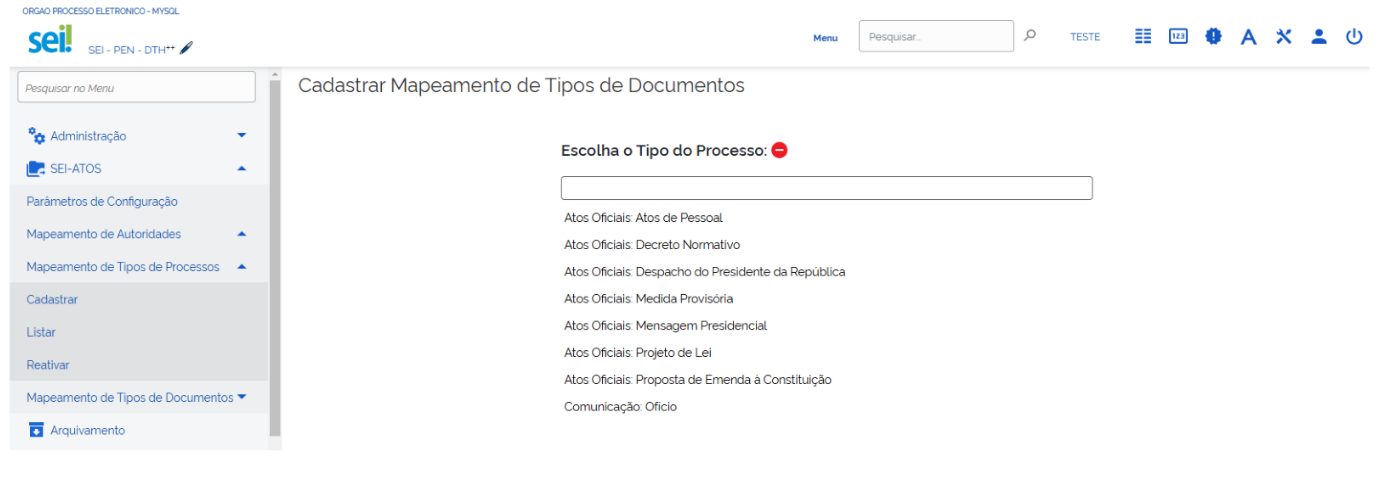 ORGAO PROCESSO ELETRONICO - MYSQL
sei!
SEI - PEN - DTH++
Menu
Pesquisar...
TESTE
123
A
Pesquisar no Menu
Cadastrar Mapeamento de Tipos de Documentos
Administração
SEI-ATOS
Parâmetros de Configuração
Mapeamento de Autoridades
Mapeamento de Tipos de Processos
Cadastrar
Listar
Reativar
Mapeamento de Tipos de Documentos
Arquivamento
Escolha o Tipo do Processo:
Atos Oficiais: Atos de Pessoal
Atos Oficiais: Decreto Normativo
Atos Oficiais: Despacho do Presidente da República
Atos Oficiais: Medida Provisória
Atos Oficiais: Mensagem Presidencial
Atos Oficiais: Projeto de Lei
Atos Oficiais: Proposta de Emenda à Constituição
Comunicação: Ofício